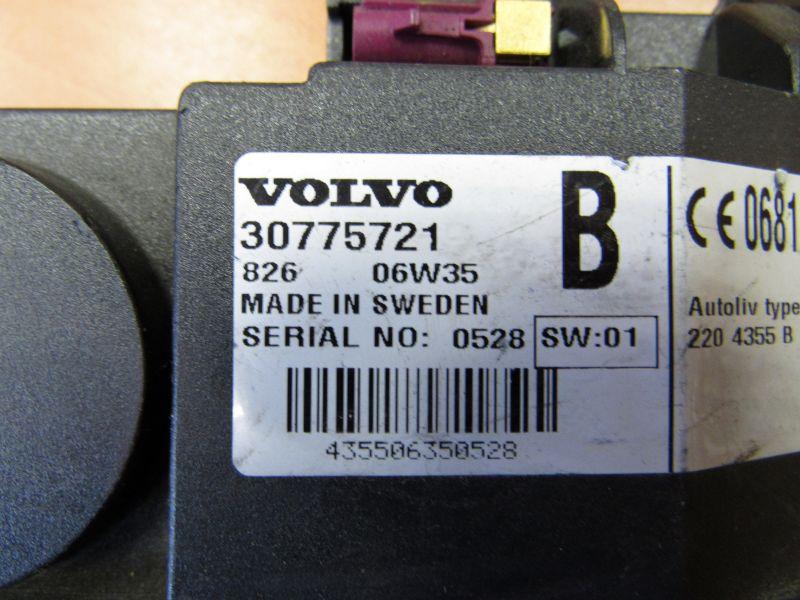 VOLVO
B
30775721
826 06W35
MADE IN SWEDEN
SERIAL NO: 0528 SW:01
435506350528
CE 0681
Autoliv type
220 4355 B